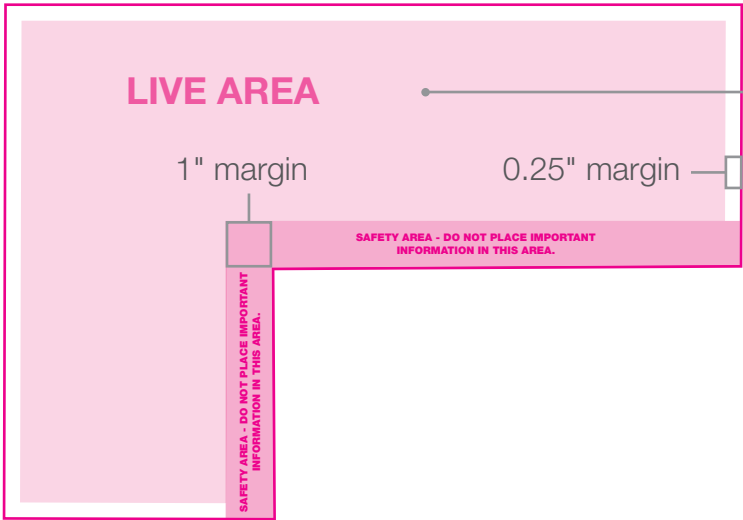 LIVE AREA
1" margin
0.25" margin
SAFETY AREA - DO NOT PLACE IMPORTANT
INFORMATION IN THIS AREA.
SAFETY AREA - DO NOT PLACE IMPORTANT
INFORMATION IN THIS AREA.